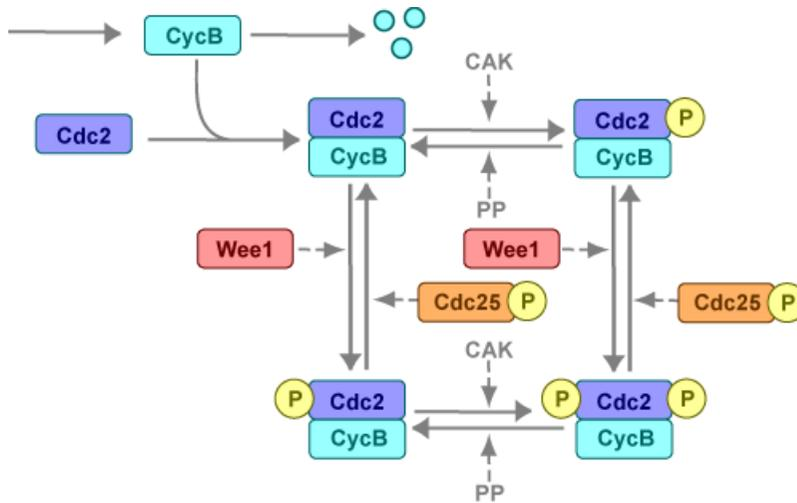 CycB
CAK
Cdc2
Cdc2
Cdc2 P
CycB
CycB
PP
Wee1
Wee1
Cdc25 P
Cdc25 P
CAK
P Cdc2
P Cdc2 P
CycB
CycB
PP